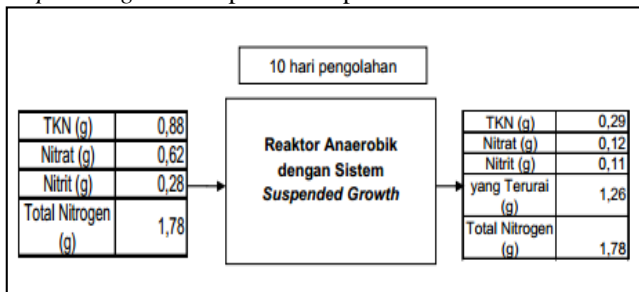 10 hari pengolahan
TKN (g) 0,88
Nitrat (g) 0,62
Nitrit (g) 0,28
Total Nitrogen
(g) 1,78
Reaktor Anaerobik
dengan Sistem
Suspended Growth
TKN (g) 0,29
Nitrat (g) 0,12
Nitrit (g) 0,11
yang Terurai
(g) 1,26
Total Nitrogen
(g) 1,78